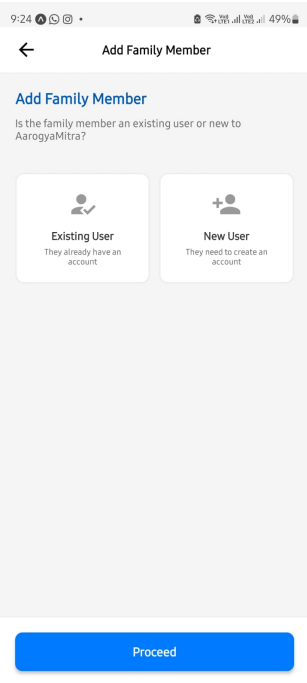 9:24
49%
Add Family Member
Add Family Member
Is the family member an existing user or new to
AarogyaMitra?
Existing User
They already have an
account
New User
They need to create an
account
Proceed